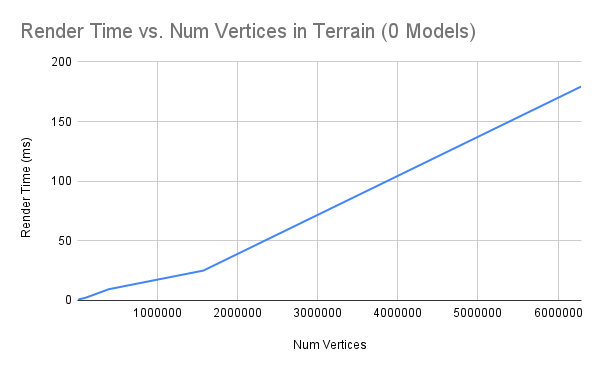 Render Time vs. Num Vertices in Terrain (0 Models)
200
150
100
50
0
Render Time (ms)
1000000 2000000 3000000 4000000 5000000 6000000
Num Vertices